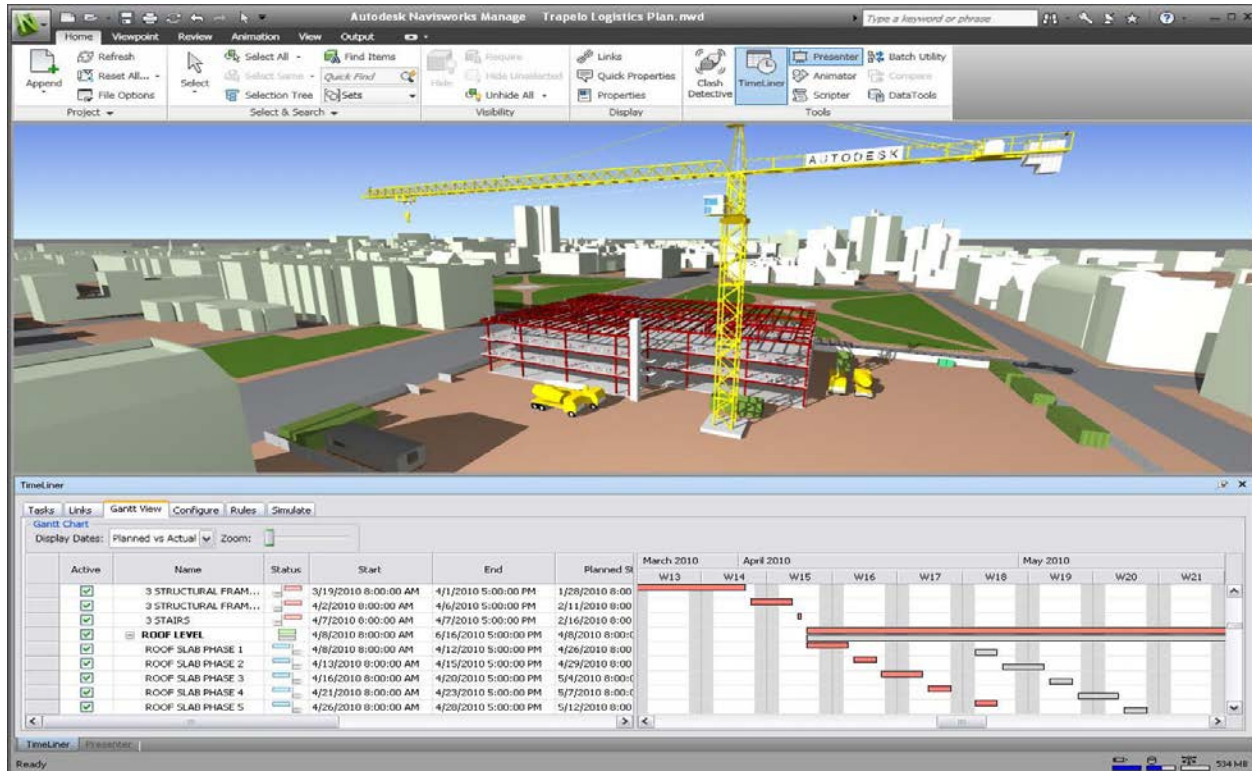 Autodesk Navisworks Manage Trapelo Logistics Plan.nwd
Type a keyword or phrase
Home Viewpoint Review Animation View Output
Append
Refresh
Reset All...
File Options
Project
Select
Select All
Select Same
Selection Tree
Find Items
Quick Find
Sets
Select & Search
Hide
Require
Hide Unselected
Unhide All
Visibility
Links
Quick Properties
Properties
Display
Clash Detective
TimeLiner
Presenter
Animator
Scripter
Batch Utility
Compare
DataTools
Tools
AUTODESK
TimeLiner
Tasks Links Gantt View Configure Rules Simulate
Gantt Chart
Display Dates: Planned vs Actual Zoom:
Active Name Status Start End Planned St
March 2010 April 2010 May 2010
W13 W14 W15 W16 W17 W18 W19 W20 W21
3 STRUCTURAL FRAM... 3/19/2010 8:00:00 AM 4/1/2010 5:00:00 PM 1/28/2010 8:00
3 STRUCTURAL FRAM... 4/2/2010 8:00:00 AM 4/6/2010 5:00:00 PM 2/11/2010 8:00
3 STAIRS 4/7/2010 8:00:00 AM 4/7/2010 5:00:00 PM 2/16/2010 8:00
ROOF LEVEL 4/8/2010 8:00:00 AM 6/16/2010 5:00:00 PM 4/8/2010 8:00:0
ROOF SLAB PHASE 1 4/8/2010 8:00:00 AM 4/12/2010 5:00:00 PM 4/26/2010 8:00
ROOF SLAB PHASE 2 4/13/2010 8:00:00 AM 4/15/2010 5:00:00 PM 4/29/2010 8:00
ROOF SLAB PHASE 3 4/16/2010 8:00:00 AM 4/20/2010 5:00:00 PM 5/4/2010 8:00:0
ROOF SLAB PHASE 4 4/21/2010 8:00:00 AM 4/23/2010 5:00:00 PM 5/7/2010 8:00:0
ROOF SLAB PHASE 5 4/26/2010 8:00:00 AM 4/28/2010 5:00:00 PM 5/12/2010 8:00
TimeLiner Presenter
Ready
534 MB